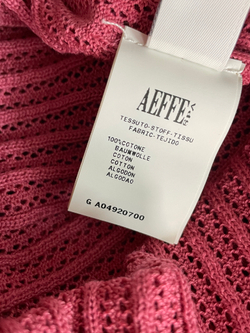 AEFFE
TESSUTO-STOFF-TISSU
FABRIC-TEJIDO
100%COTONE
BAUMWOLLE
COTON
COTTON
ALGODON
ALGODAO
G A04920700